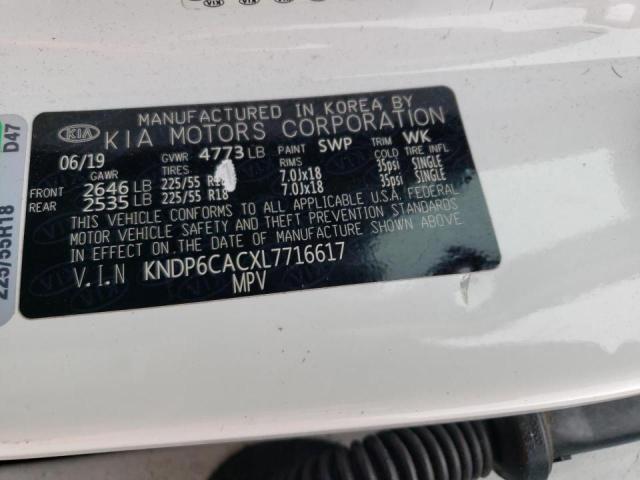 MANUFACTURED IN KOREA BY
KIA KIA MOTORS CORPORATION
06/19 GVWR 4773 LB PAINT SWP TRIM WK
GAWR TIRES RIMS COLD TIRE INFL.
FRONT 2646 LB 225/55 R18 7.0Jx18 35psi SINGLE
REAR 2535 LB 225/55 R18 7.0Jx18 35psi SINGLE
THIS VEHICLE CONFORMS TO ALL APPLICABLE U.S.A. FEDERAL
MOTOR VEHICLE SAFETY AND THEFT PREVENTION STANDARDS
IN EFFECT ON THE DATE OF MANUFACTURE SHOWN ABOVE.
V.I.N KNDP6CACXL7716617
MPV
225/55R18 D47